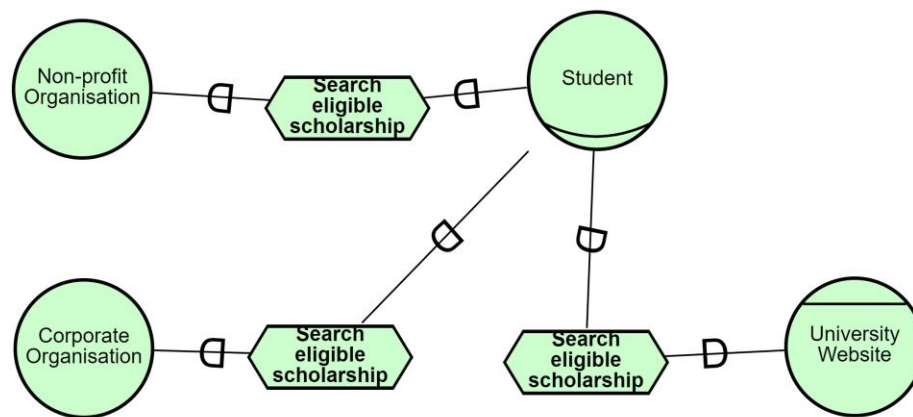 Non-profit
Organisation
Search
eligible
scholarship
Student
Corporate
Organisation
Search
eligible
scholarship
Search
eligible
scholarship
University
Website